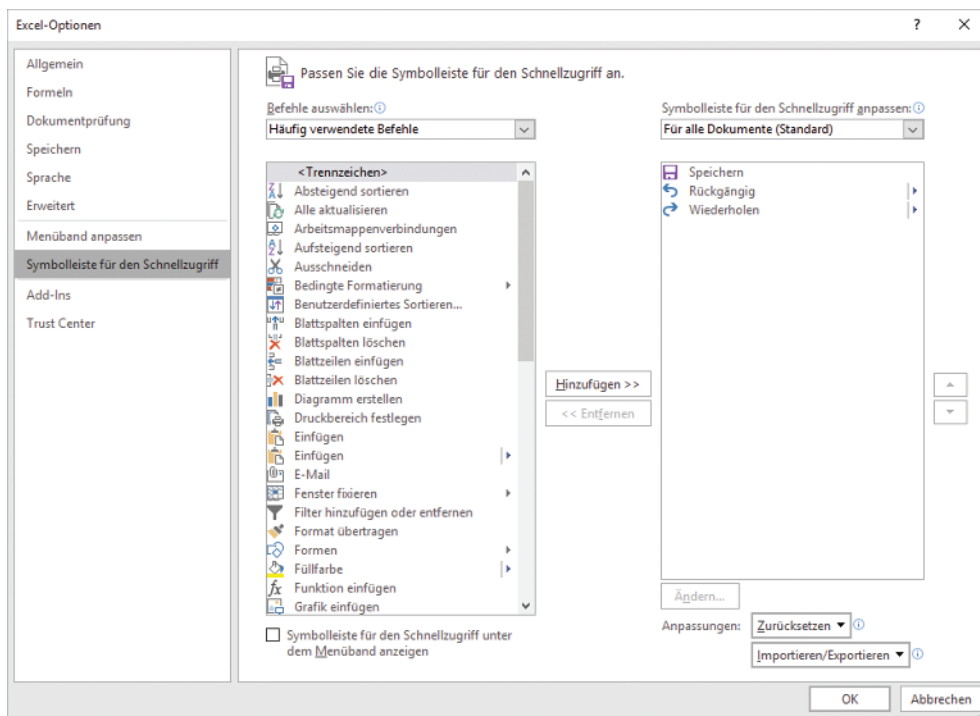 Excel-Optionen
? ×
Allgemein
Formeln
Dokumentprüfung
Speichern
Sprache
Erweitert
Menüband anpassen
Symbolleiste für den Schnellzugriff
Add-Ins
Trust Center
Passen Sie die Symbolleiste für den Schnellzugriff an.
Befehle auswählen:
Häufig verwendete Befehle
<Trennzeichen>
Absteigend sortieren
Alle aktualisieren
Arbeitsmappenverbindungen
Aufsteigend sortieren
Ausschneiden
Bedingte Formatierung
Benutzerdefiniertes Sortieren...
Blattspalten einfügen
Blattspalten löschen
Blattzeilen einfügen
Blattzeilen löschen
Diagramm erstellen
Druckbereich festlegen
Einfügen
Einfügen
E-Mail
Fenster fixieren
Filter hinzufügen oder entfernen
Format übertragen
Formen
Füllfarbe
Funktion einfügen
Grafik einfügen
Symbolleiste für den Schnellzugriff unter
dem Menüband anzeigen
Hinzufügen >>
<< Entfernen
Symbolleiste für den Schnellzugriff anpassen:
Für alle Dokumente (Standard)
Speichern
Rückgängig
Wiederholen
Ändern...
Anpassungen: Zurücksetzen
Importieren/Exportieren
OK Abbrechen